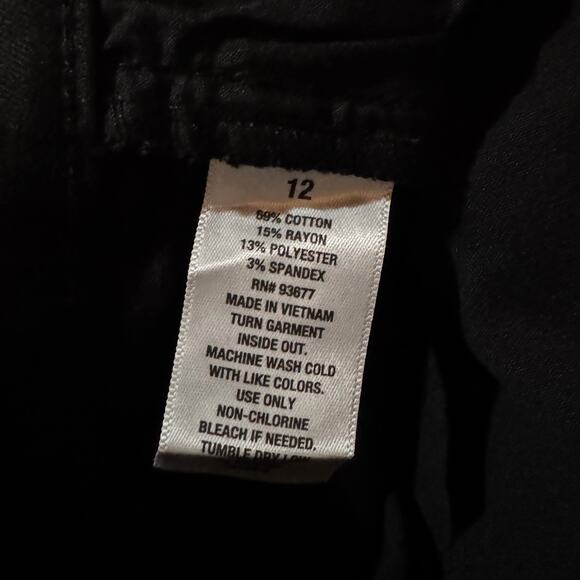 12
69% COTTON
15% RAYON
13% POLYESTER
3% SPANDEX
RN# 93677
MADE IN VIETNAM
TURN GARMENT
INSIDE OUT.
MACHINE WASH COLD
WITH LIKE COLORS.
USE ONLY
NON-CHLORINE
BLEACH IF NEEDED.
TUMBLE DRY LOW.